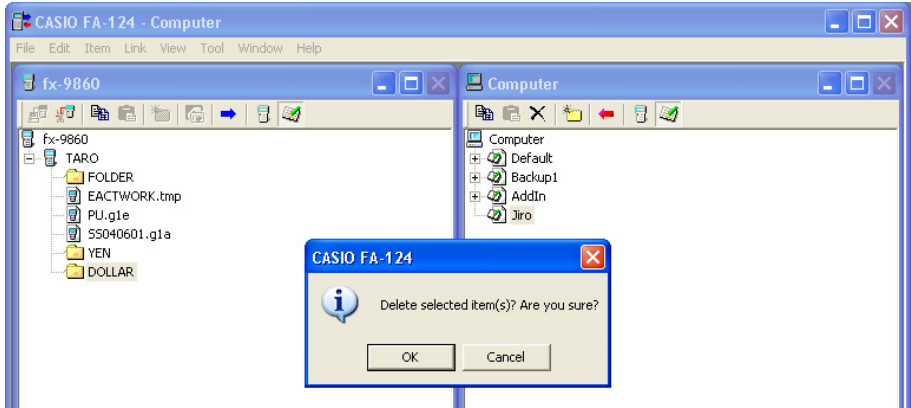 CASIO FA-124 - Computer
File Edit Item Link View Tool Window Help
fx-9860
Computer
fx-9860
TARO
FOLDER
EACTWORK.tmp
PU.g1e
SS040601.g1a
YEN
DOLLAR
Computer
Default
Backup1
AddIn
Jiro
CASIO FA-124
Delete selected item(s)? Are you sure?
OK Cancel